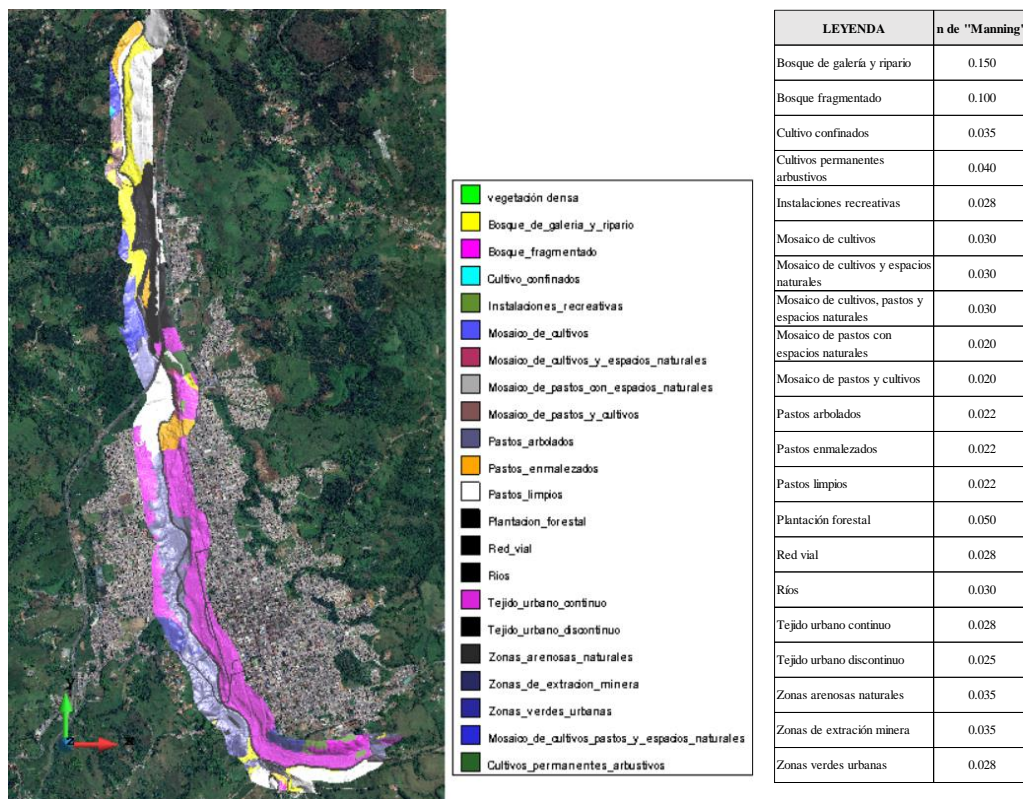 vegetación densa
Bosque_de_galeria_y_ripario
Bosque_fragmentado
Cultivo_confinados
Instalaciones_recreativas
Mosaico_de_cultivos
Mosaico_de_cultivos_y_espacios_naturales
Mosaico_de_pastos_con_espacios_naturales
Mosaico_de_pastos_y_cultivos
Pastos_arbolados
Pastos_enmalezados
Pastos_limpios
Plantacion_forestal
Red_vial
Rios
Tejido_urbano_continuo
Tejido_urbano_discontinuo
Zonas_arenosas_naturales
Zonas_de_extracion_minera
Zonas_verdes_urbanas
Mosaico_de_cultivos_pastos_y_espacios_naturales
Cultivos_permanentes_arbustivos
LEYENDA n de "Manning"
Bosque de galería y ripario 0.150
Bosque fragmentado 0.100
Cultivo confinados 0.035
Cultivos permanentes
arbustivos 0.040
Instalaciones recreativas 0.028
Mosaico de cultivos 0.030
Mosaico de cultivos y espacios
naturales 0.030
Mosaico de cultivos, pastos y
espacios naturales 0.030
Mosaico de pastos con
espacios naturales 0.020
Mosaico de pastos y cultivos 0.020
Pastos arbolados 0.022
Pastos enmalezados 0.022
Pastos limpios 0.022
Plantación forestal 0.050
Red vial 0.028
Ríos 0.030
Tejido urbano continuo 0.028
Tejido urbano discontinuo 0.025
Zonas arenosas naturales 0.035
Zonas de extracción minera 0.035
Zonas verdes urbanas 0.028